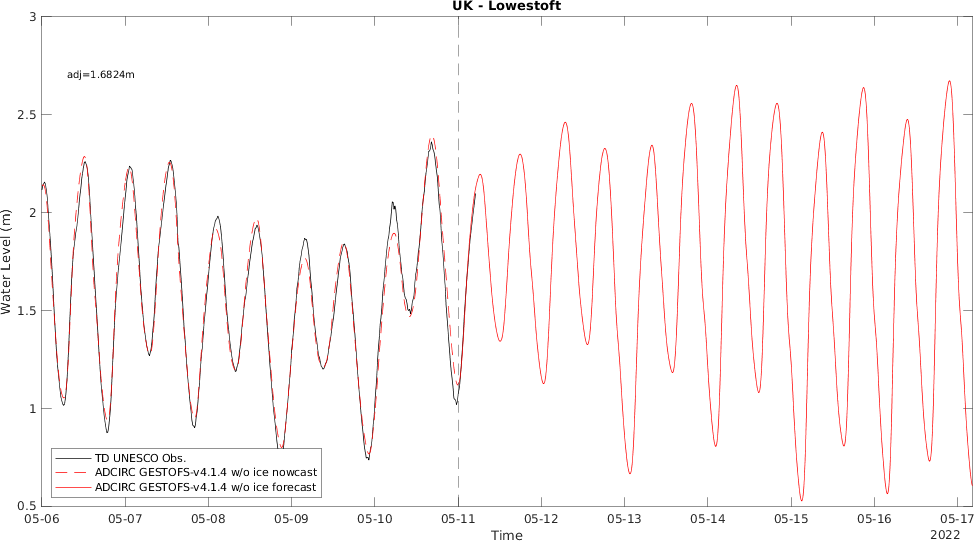 UK - Lowestoft
3
adj=1.6824m
2.5
2
Water Level (m)
1.5
1
TD UNESCO Obs.
ADCIRC GESTOFS-v4.1.4 w/o ice nowcast
ADCIRC GESTOFS-v4.1.4 w/o ice forecast
0.5
05-06 05-07 05-08 05-09 05-10 05-11 05-12 05-13 05-14 05-15 05-16 05-17
Time
2022